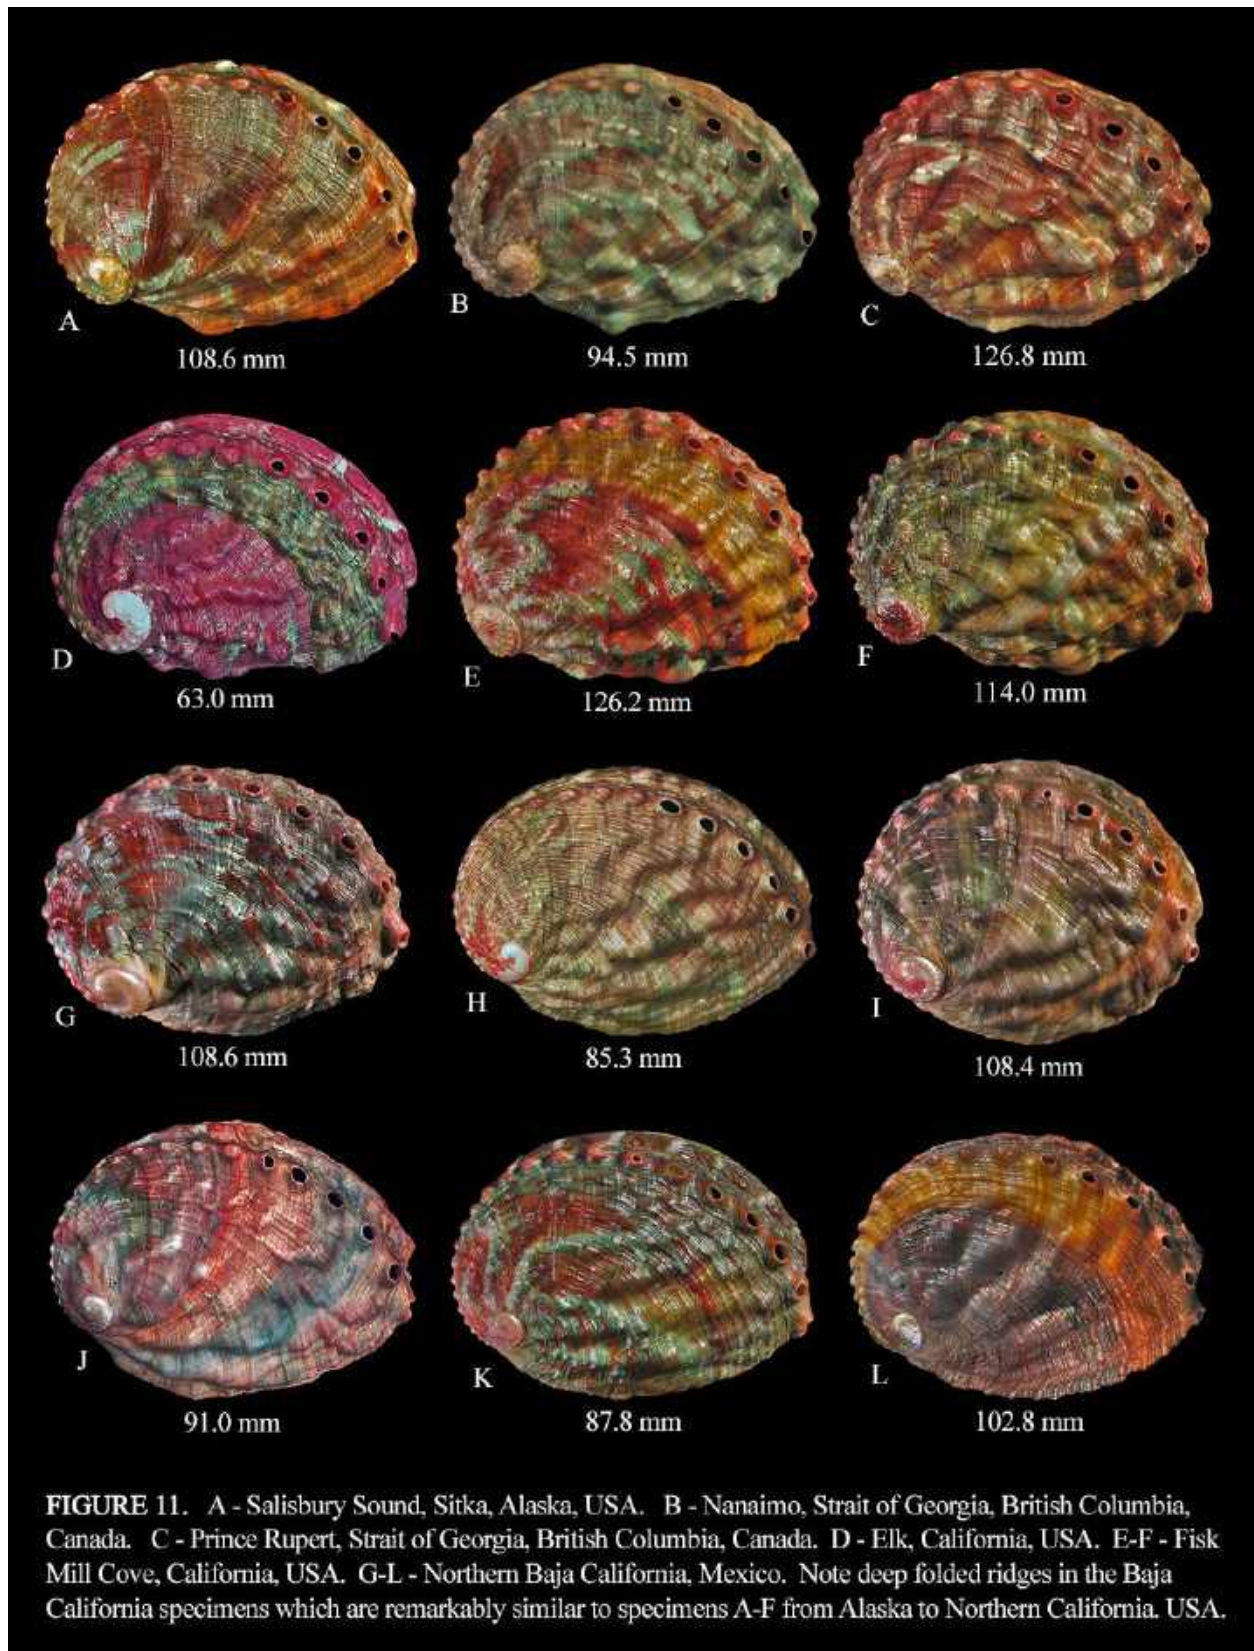 A
108.6 mm
B
94.5 mm
C
126.8 mm
D
63.0 mm
E
126.2 mm
F
114.0 mm
G
108.6 mm
H
85.3 mm
I
108.4 mm
J
91.0 mm
K
87.8 mm
L
102.8 mm
FIGURE 11. A - Salisbury Sound, Sitka, Alaska, USA. B - Nanaimo, Strait of Georgia, British Columbia,
Canada. C - Prince Rupert, Strait of Georgia, British Columbia, Canada. D - Elk, California, USA. E-F - Fisk
Mill Cove, California, USA. G-L - Northern Baja California, Mexico. Note deep folded ridges in the Baja
California specimens which are remarkably similar to specimens A-F from Alaska to Northern California. USA.